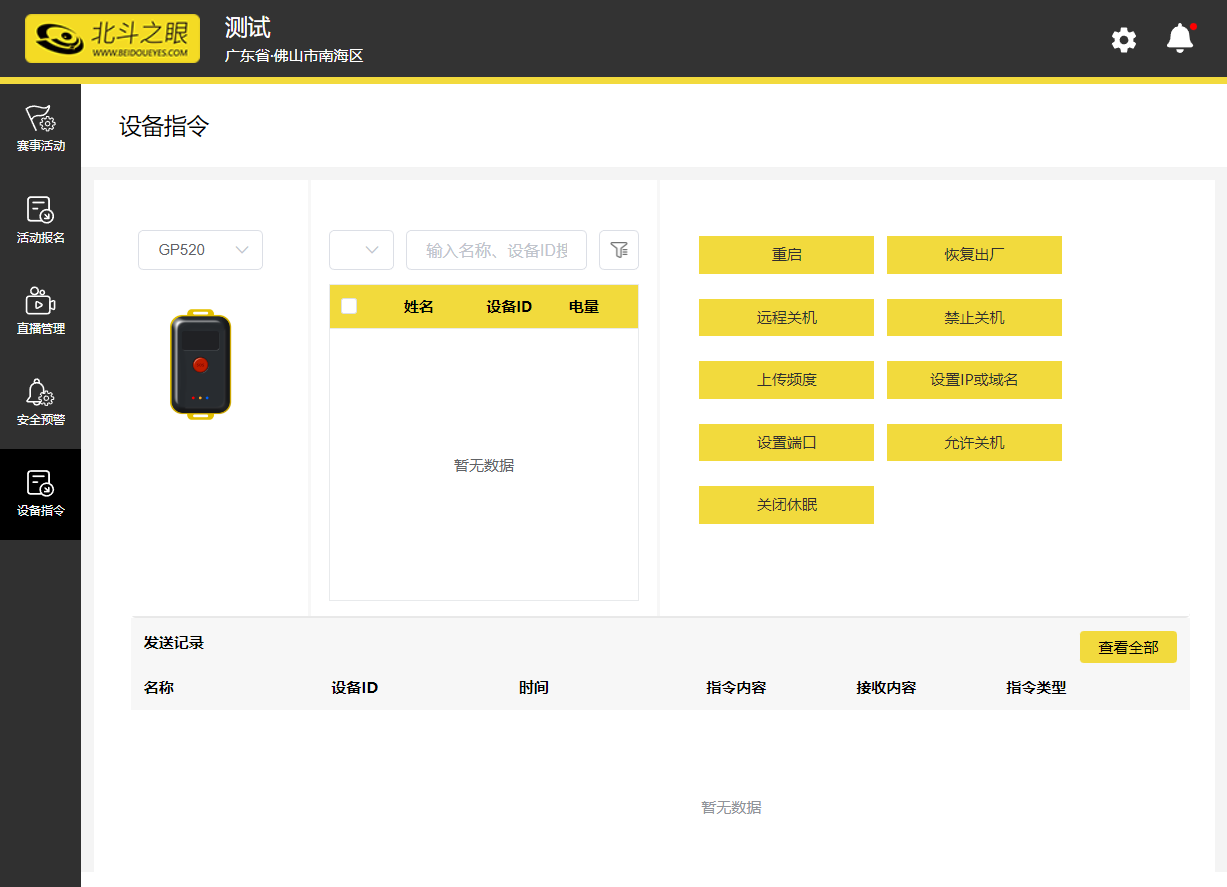 北斗之眼
WWW.BEIDOUEYES.COM
测试
广东省·佛山市南海区
赛事活动
活动报名
直播管理
安全预警
设备指令
设备指令
GP520
输入名称、设备ID搜
姓名 设备ID 电量
暂无数据
重启 恢复出厂
远程关机 禁止关机
上传频度 设置IP或域名
设置端口 允许关机
关闭休眠
发送记录 查看全部
名称 设备ID 时间 指令内容 接收内容 指令类型
暂无数据